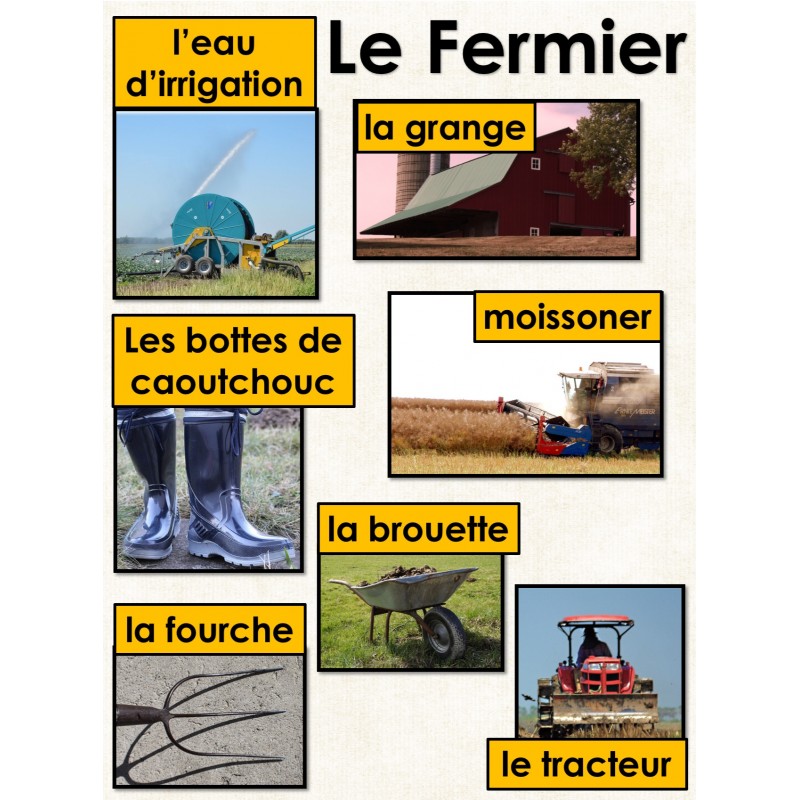 Le Fermier
l'eau
d'irrigation
la grange
moissoner
Les bottes de
caoutchouc
la brouette
la fourche
le tracteur